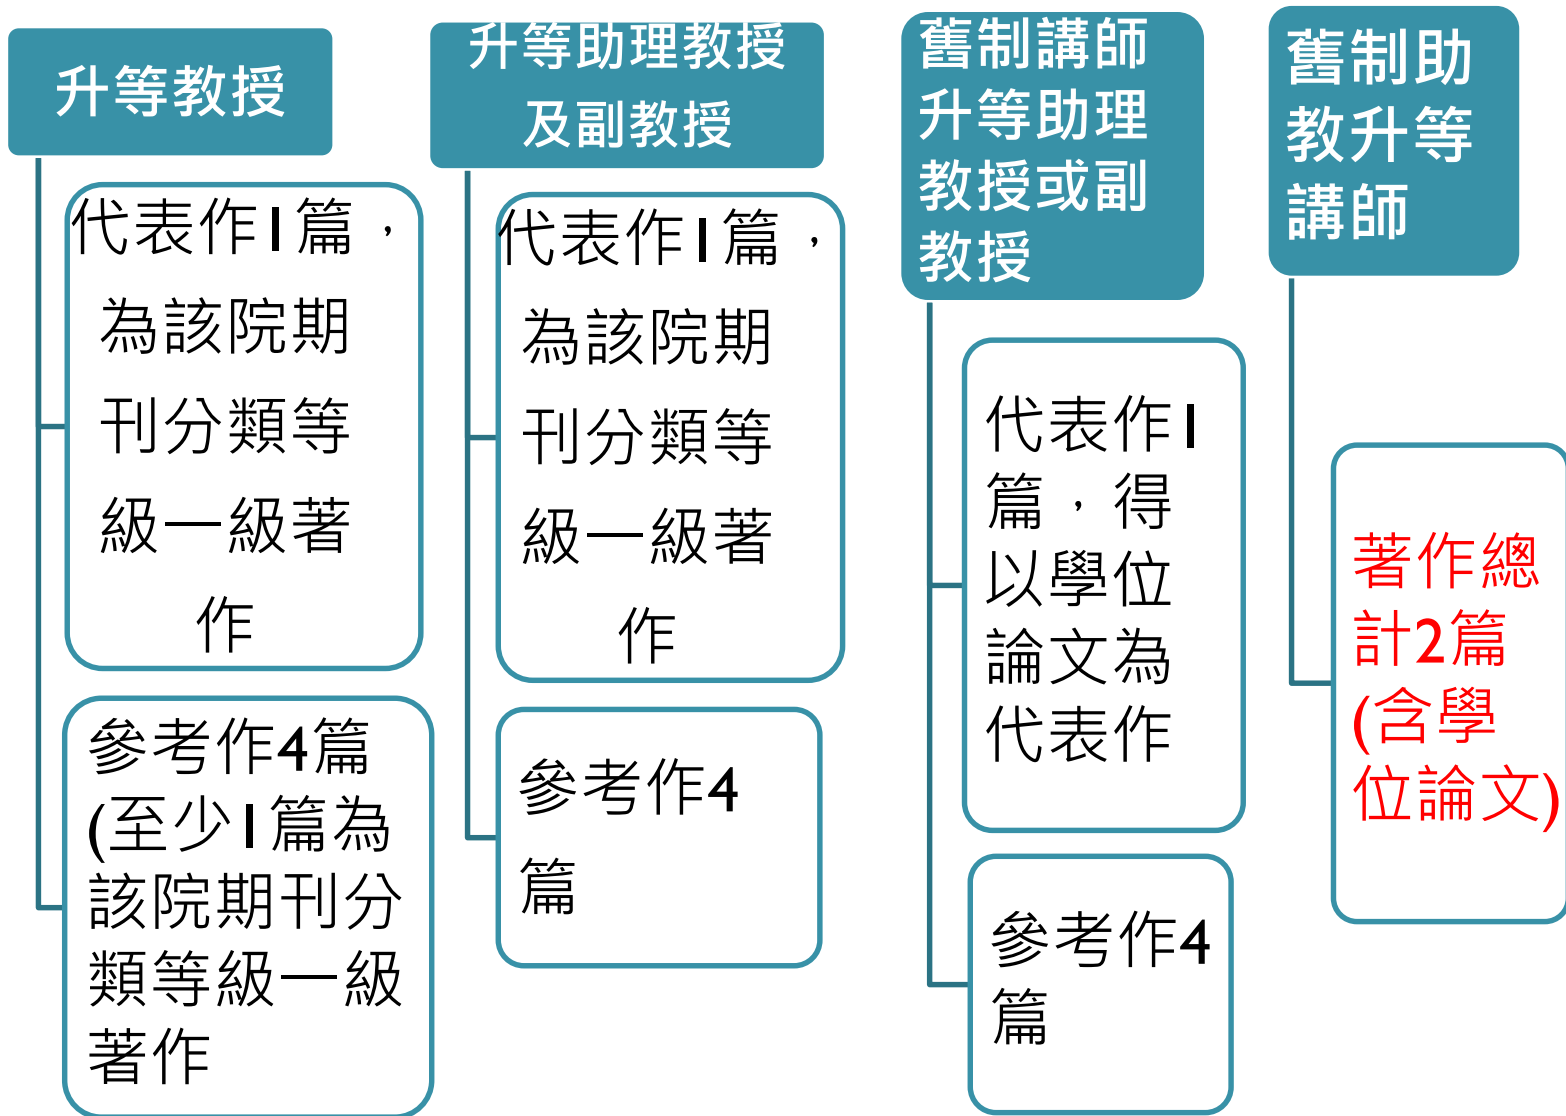 升等教授
代表作1篇，
為該院期
刊分類等
級一級著
作
參考作4篇
(至少1篇為
該院期刊分
類等級一級
著作
升等助理教授
及副教授
代表作1篇，
為該院期
刊分類等
級一級著
作
參考作4
篇
舊制講師
升等助理
教授或副
教授
代表作1
篇，得
以學位
論文為
代表作
參考作4
篇
舊制助
教升等
講師
著作總
計2篇
(含學
位論文)